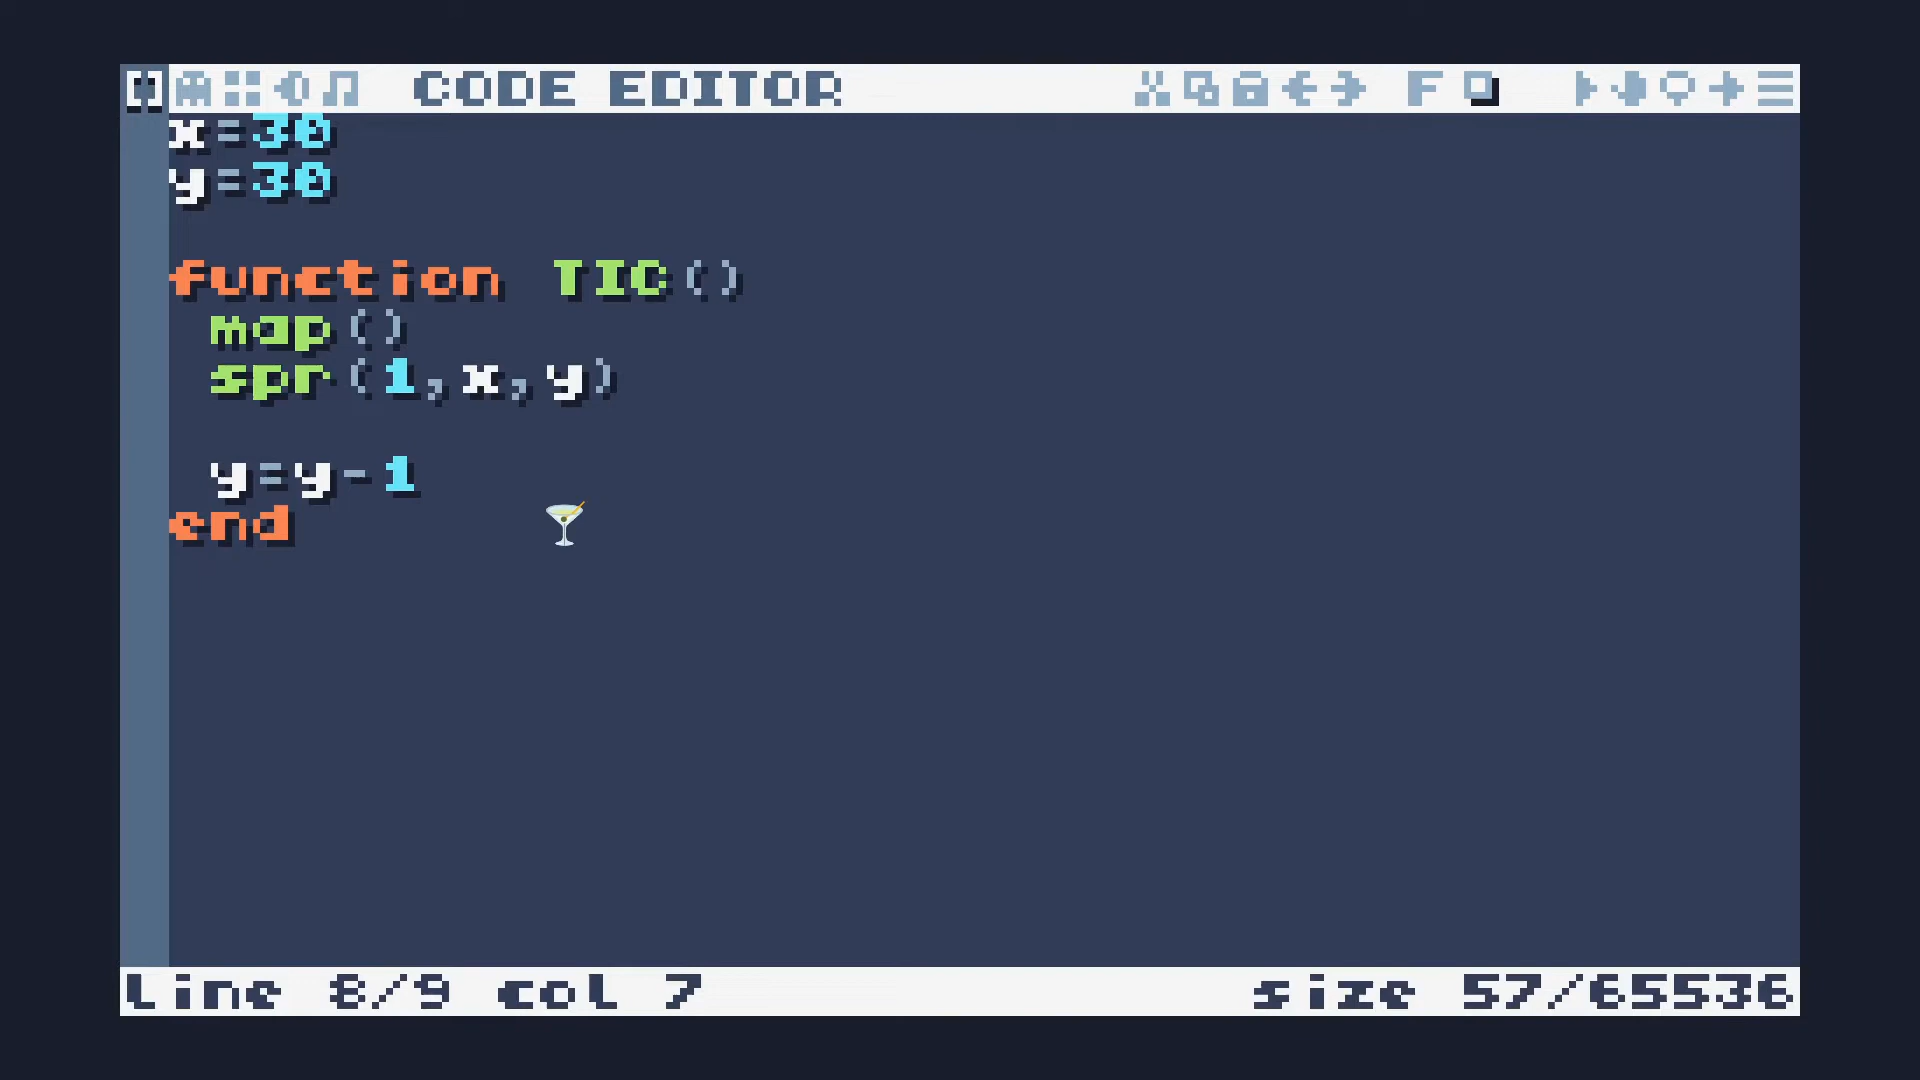 CODE EDITOR F
x=30
y=30
function TIC()
map()
spr(1,x,y)
y=y-1
end
line 8/9 col 7 size 57/65536